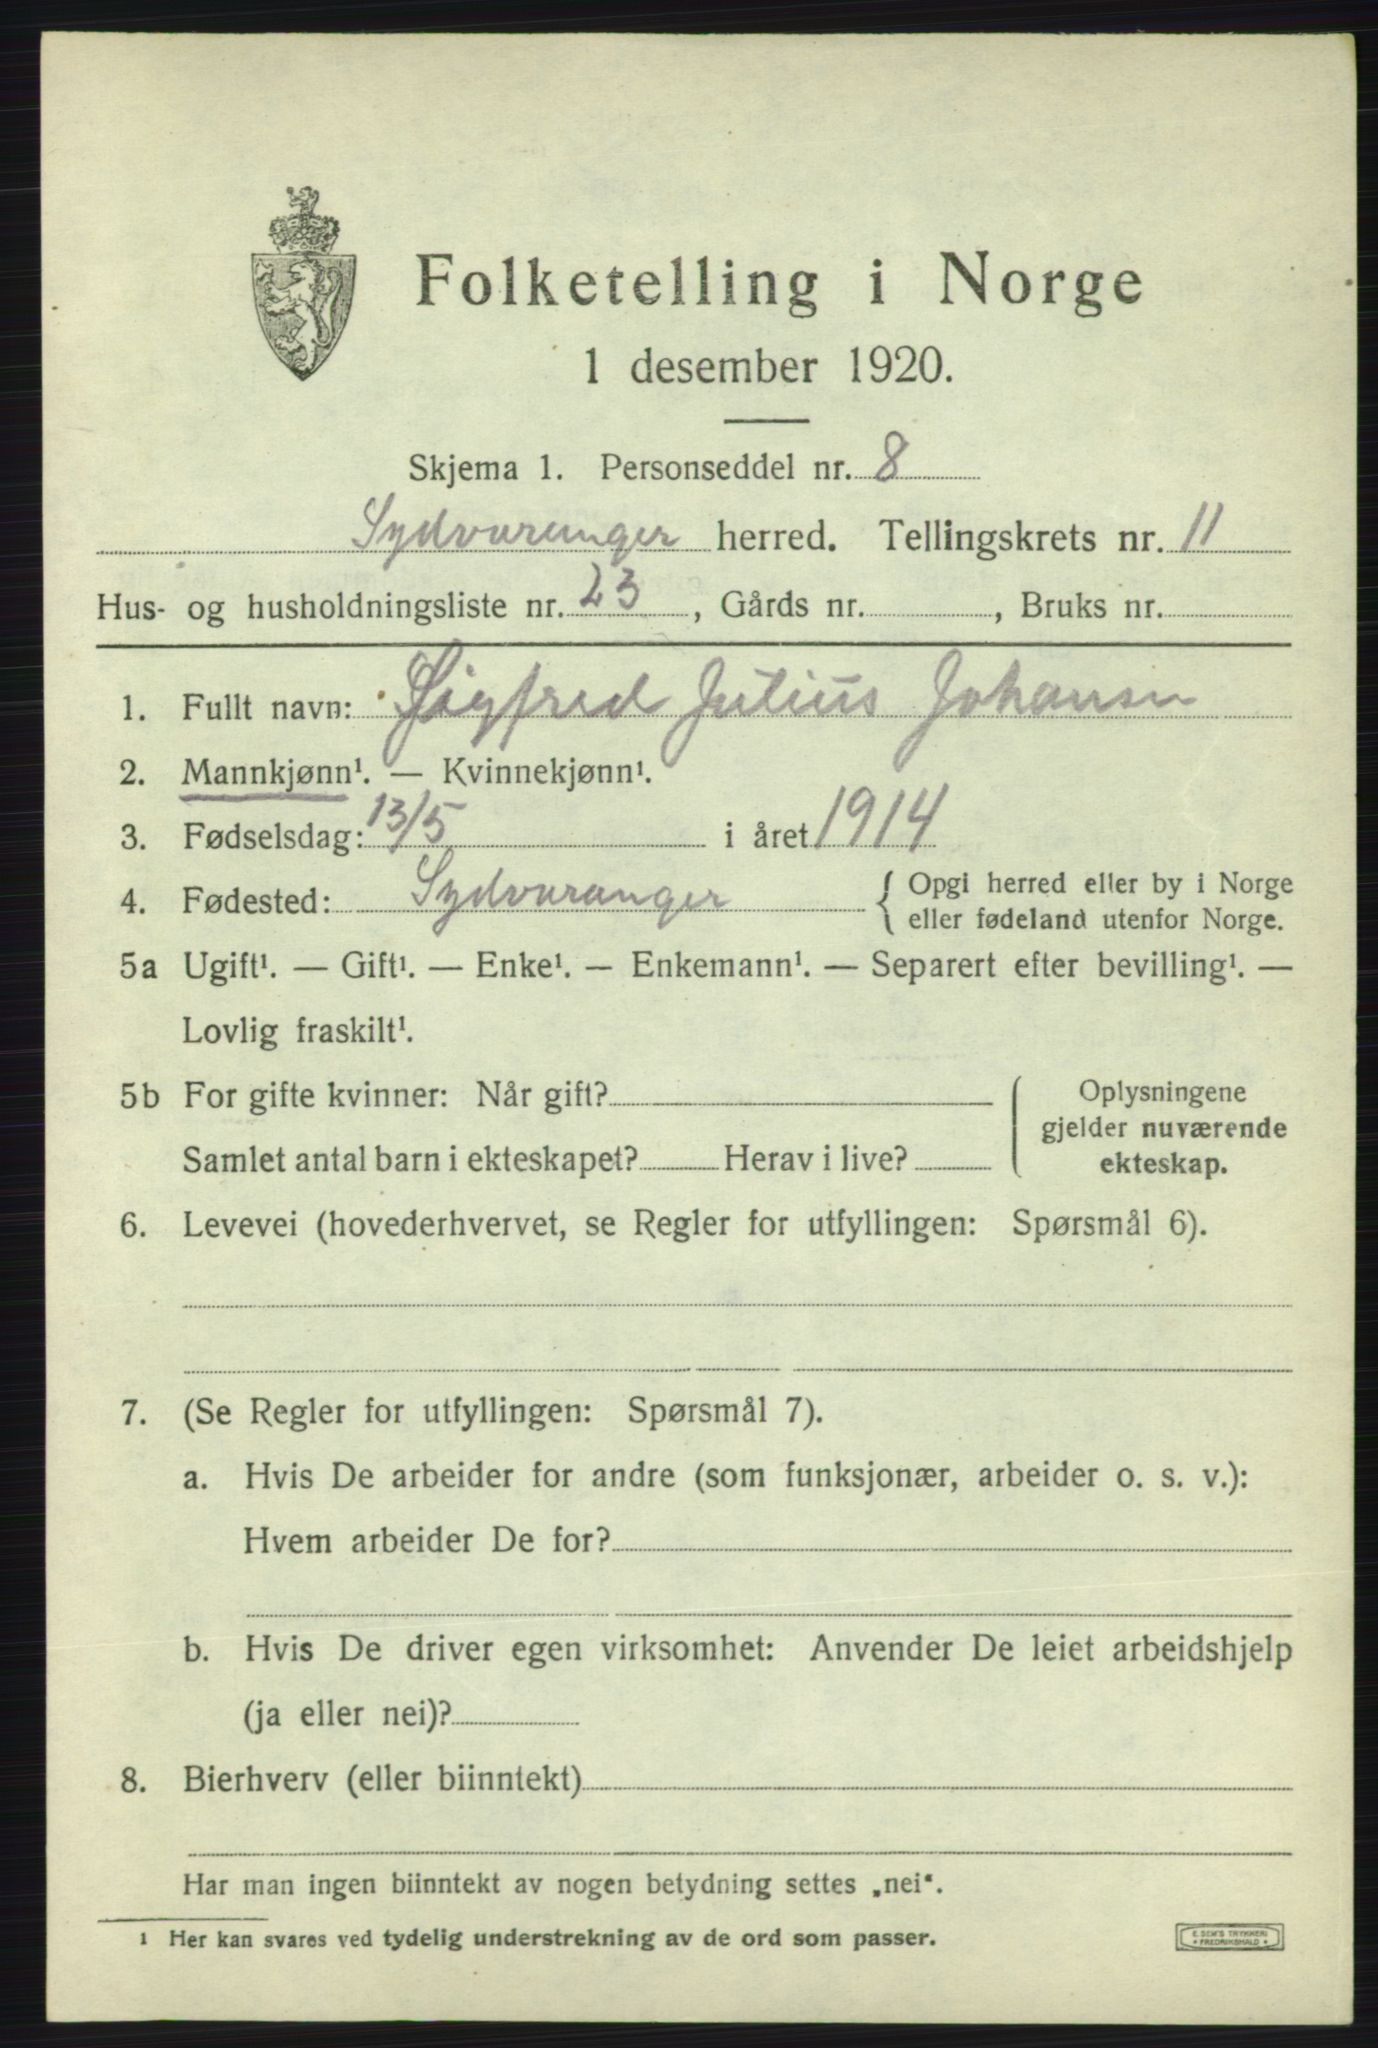 Folketelling i Norge
1 desember 1920.
Skjema 1. Personseddel nr. 8
Sydvaranger herred. Tellingskrets nr. 11
Hus- og husholdningsliste nr. 23, Gårds nr. , Bruks nr.
1. Fullt navn: Sigfred Julius Johansen
2. Mannkjønn¹. — Kvinnekjønn¹.
3. Fødselsdag: 13/5 i året 1914
4. Fødested: Sydvaranger { Opgi herred eller by i Norge
eller fødeland utenfor Norge.
5a Ugift¹. — Gift¹. — Enke¹. — Enkemann¹. — Separert efter bevilling¹. —
Lovlig fraskilt¹.
5b For gifte kvinner: Når gift?
Samlet antal barn i ekteskapet? Herav i live?
Oplysningene
gjelder nuværende
ekteskap.
6. Levevei (hovederhvervet, se Regler for utfyllingen: Spørsmål 6).
7. (Se Regler for utfyllingen: Spørsmål 7).
a. Hvis De arbeider for andre (som funksjonær, arbeider o. s. v.):
Hvem arbeider De for?
b. Hvis De driver egen virksomhet: Anvender De leiet arbeidshjelp
(ja eller nei)?
8. Bierhverv (eller biinntekt)
Har man ingen biinntekt av nogen betydning settes „nei“.
¹ Her kan svares ved tydelig understrekning av de ord som passer.
E. SEM'S TRYKKERI
FREDRIKSHALD